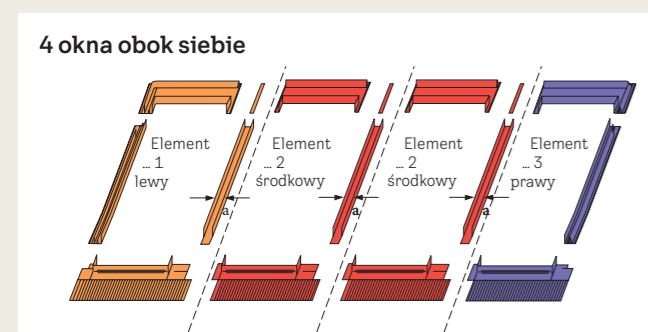 4 okna obok siebie
Element
... 1
lewy
Element
... 2
środkowy
Element
... 2
środkowy
Element
... 3
prawy
a
a
a